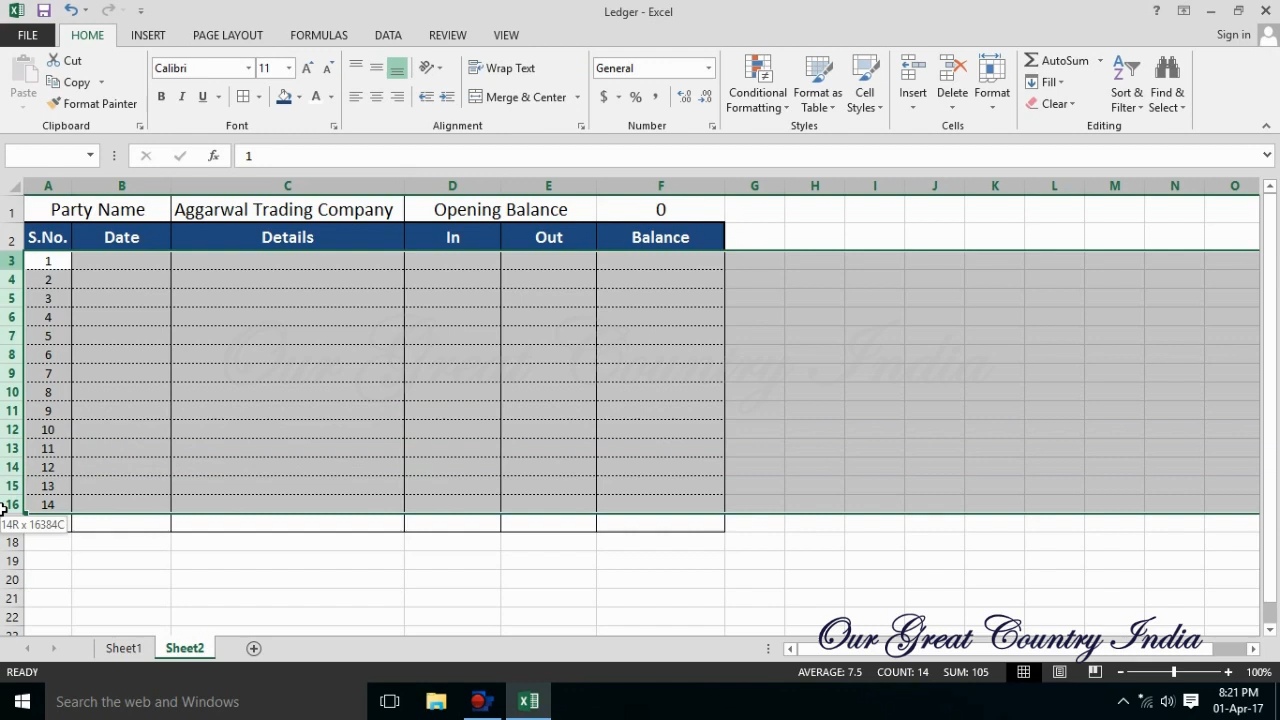 Ledger - Excel
FILE HOME INSERT PAGE LAYOUT FORMULAS DATA REVIEW VIEW Sign in
Paste Cut Copy Format Painter Clipboard
Calibri 11 B I U A Font
Wrap Text Merge & Center Alignment
General $ % , Number
Conditional Formatting Format as Table Cell Styles Styles
Insert Delete Format Cells
AutoSum Fill Clear Sort & Filter Find & Select Editing
fx 1
A B C D E F G H I J K L M N O
1 Party Name Aggarwal Trading Company Opening Balance 0
2 S.No. Date Details In Out Balance
3 1
4 2
5 3
6 4
7 5
8 6
9 7
10 8
11 9
12 10
13 11
14 12
15 13
16 14
14R x 16384C
18
19
20
21
22
Our Great Country India
Our Great Country India
Sheet1 Sheet2
READY AVERAGE: 7.5 COUNT: 14 SUM: 105 100%
Search the web and Windows 8:21 PM
01-Apr-17